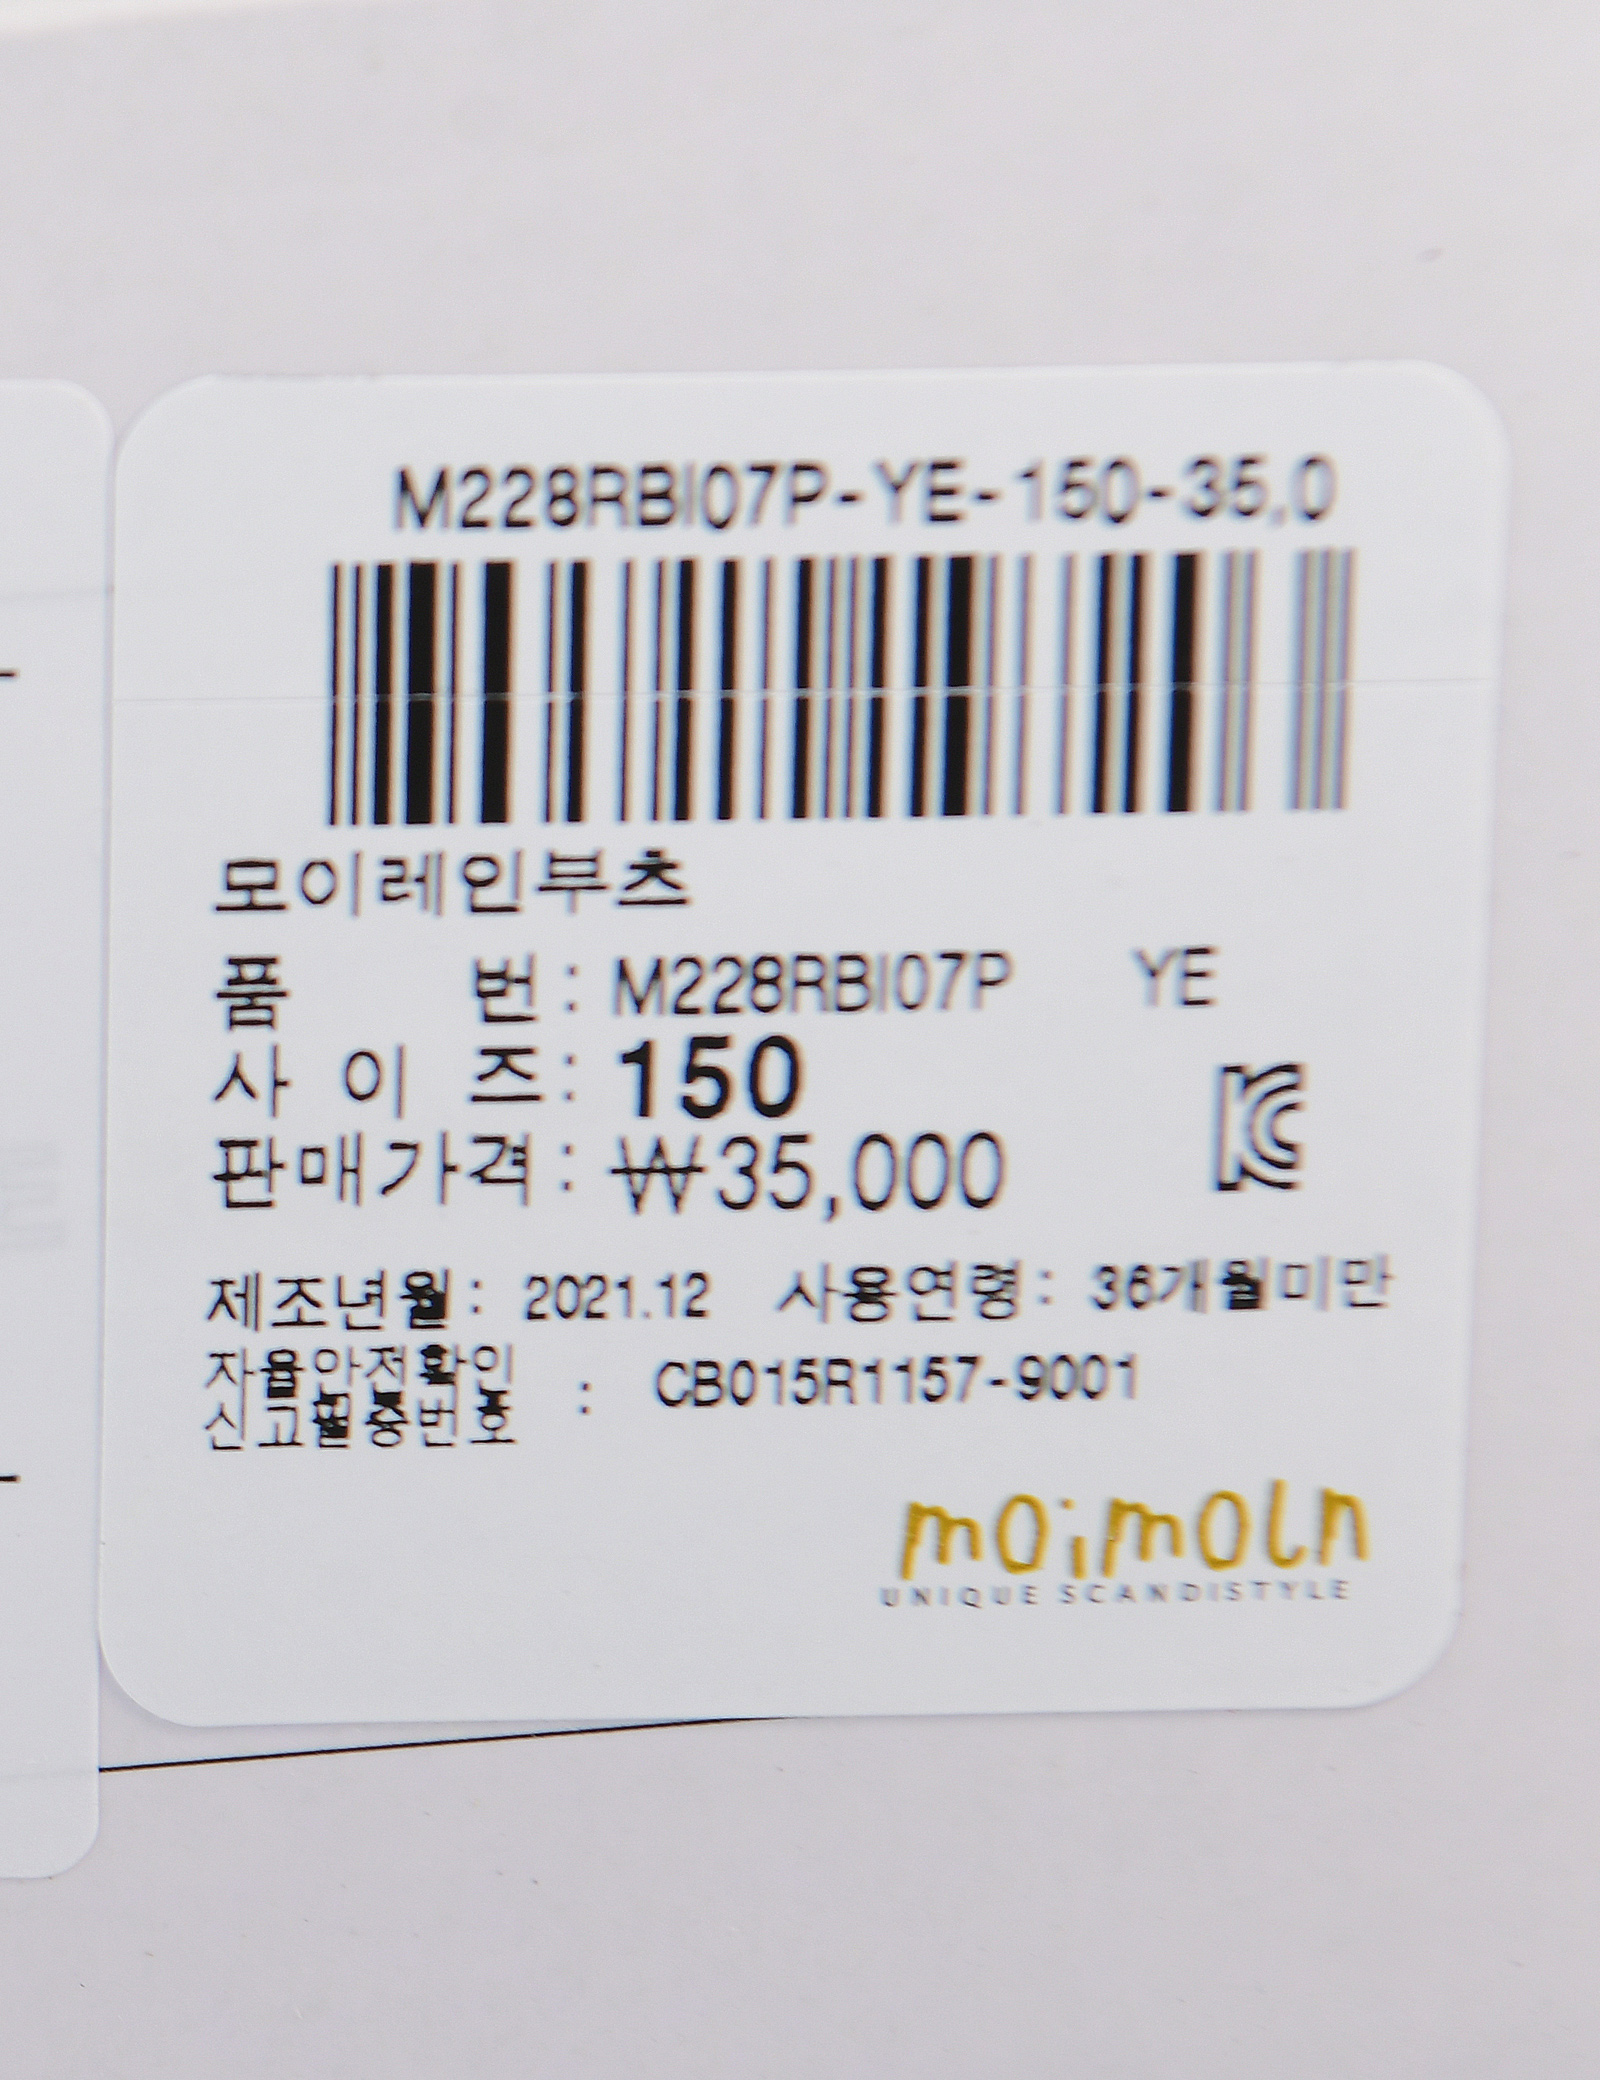 M228RBI07P-YE-150-35,0
모이레인부츠
품 번 : M228RBI07P YE
사 이 즈 : 150
판매가격 : ₩35,000
제조년월 : 2021.12 사용연령 : 36개월미만
자율안전확인
신고필증번호 : CB015R1157-9001
moimoln
UNIQUE SCANDISTYLE